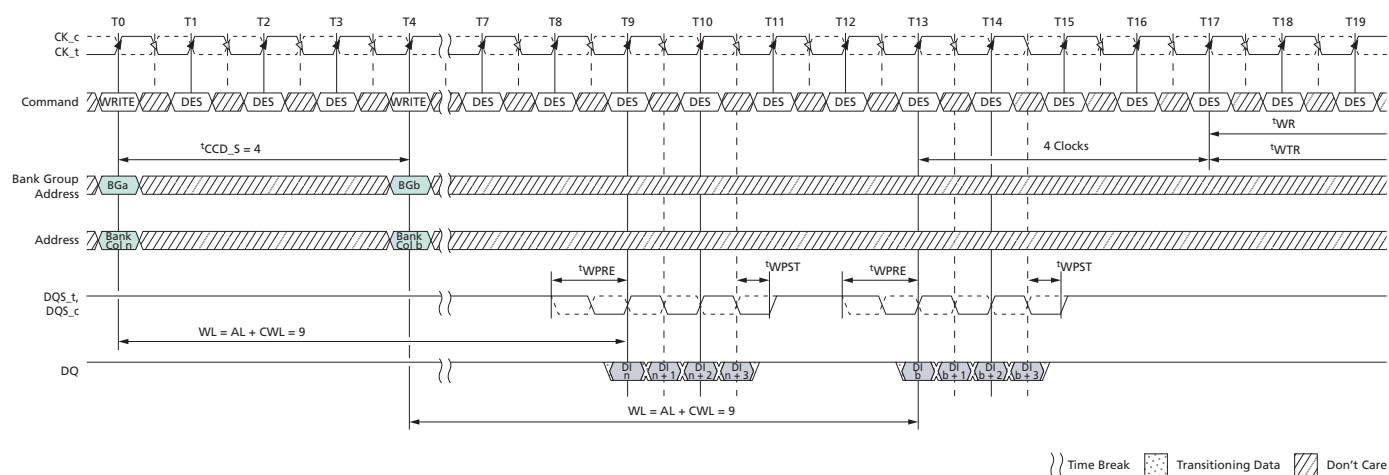 T0 T1 T2 T3 T4 T7 T8 T9 T10 T11 T12 T13 T14 T15 T16 T17 T18 T19
CK_c
CK_t
Command WRITE DES DES DES WRITE DES DES DES DES DES DES DES DES DES DES DES DES DES
tWR
tCCD_S = 4 4 Clocks tWTR
Bank Group
Address BGa BGb
Address Bank
Col n Bank
Col b
tWPRE tWPST tWPRE tWPST
DQS_t,
DQS_c
WL = AL + CWL = 9
DQ DI
n DI
n + 1 DI
n + 2 DI
n + 3 DI
b DI
b + 1 DI
b + 2 DI
b + 3
WL = AL + CWL = 9
Time Break Transitioning Data Don't Care